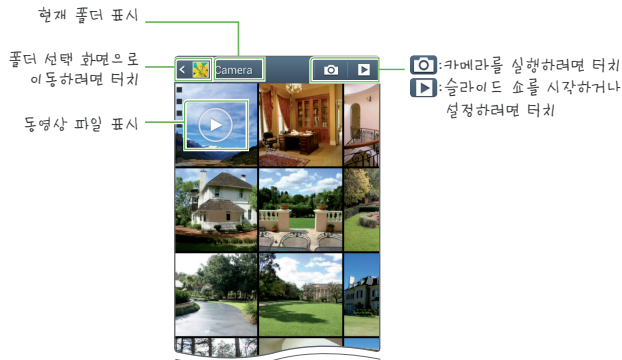 현재 폴더 표시
폴더 선택 화면으로
이동하려면 터치
동영상 파일 표시
Camera
:카메라를 실행하려면 터치
:슬라이드 쇼를 시작하거나
설정하려면 터치